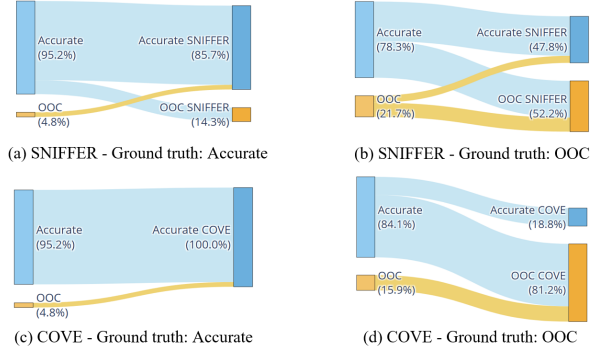 Accurate
(95.2%)
Accurate SNIFFER
(85.7%)
OOC
(4.8%)
OOC SNIFFER
(14.3%)
(a) SNIFFER - Ground truth: Accurate
Accurate
(78.3%)
Accurate SNIFFER
(47.8%)
OOC
(21.7%)
OOC SNIFFER
(52.2%)
(b) SNIFFER - Ground truth: OOC
Accurate
(95.2%)
Accurate COVE
(100.0%)
OOC
(4.8%)
(c) COVE - Ground truth: Accurate
Accurate
(84.1%)
Accurate COVE
(18.8%)
OOC
(15.9%)
OOC COVE
(81.2%)
(d) COVE - Ground truth: OOC